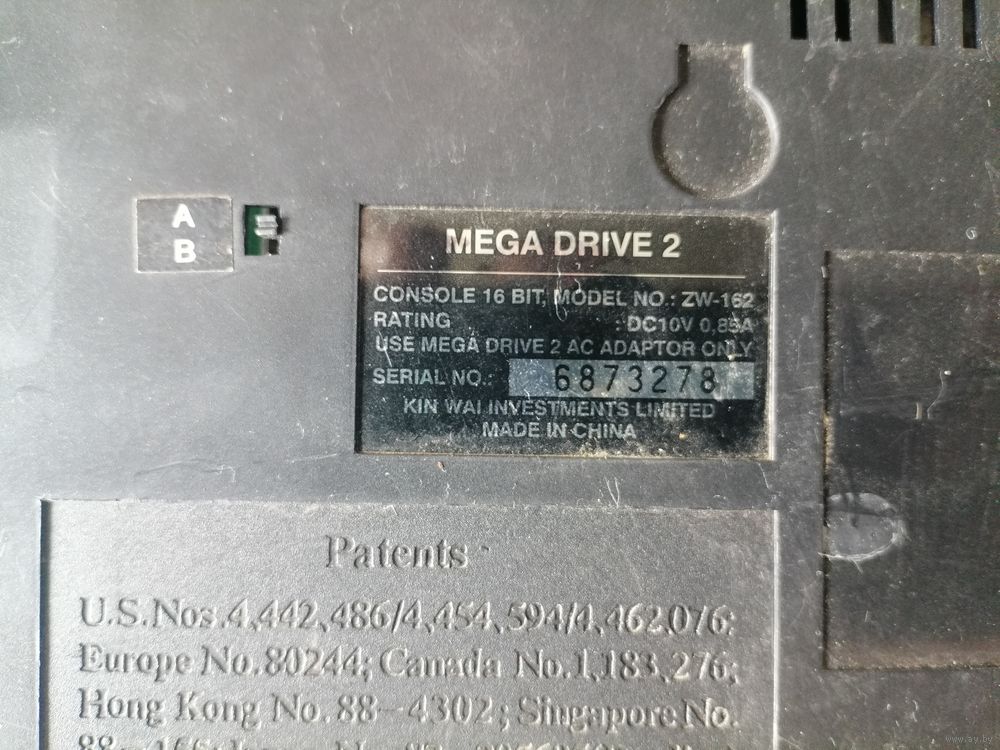 A
B
MEGA DRIVE 2
CONSOLE 16 BIT, MODEL NO.: ZW-162
RATING : DC10V 0,85A
USE MEGA DRIVE 2 AC ADAPTOR ONLY
SERIAL NO.: 6873278
KIN WAI INVESTMENTS LIMITED
MADE IN CHINA
Patents
U.S.Nos.4,442,486/4,454,594/4,462,076;
Europe No.80244; Canada No.1,183,276;
Hong Kong No. 88-4302; Singapore No.
www.ay.by